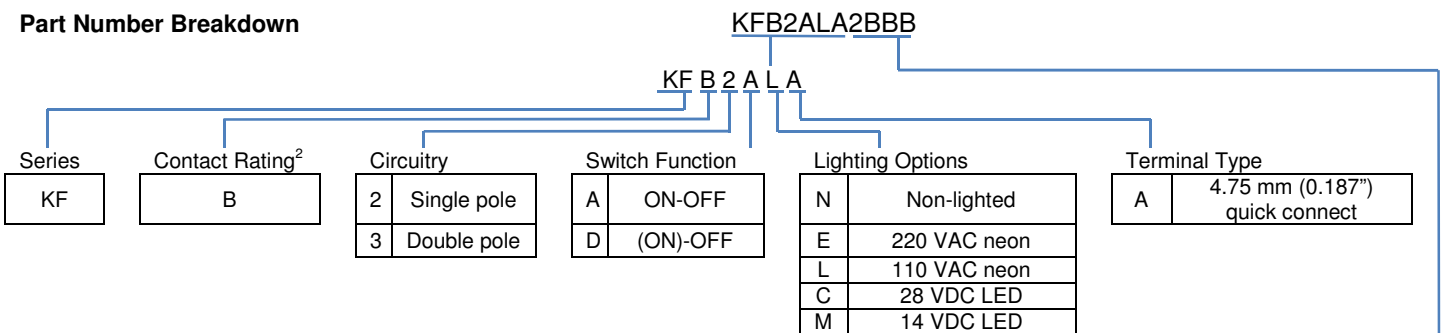 Part Number Breakdown
KFB2ALA2BBB
KF B 2 A L A
Series
KF
Contact Rating2
B
Circuitry
2 Single pole
3 Double pole
Switch Function
A ON-OFF
D (ON)-OFF
Lighting Options
N Non-lighted
E 220 VAC neon
L 110 VAC neon
C 28 VDC LED
M 14 VDC LED
Terminal Type
A 4.75 mm (0.187”)
quick connect